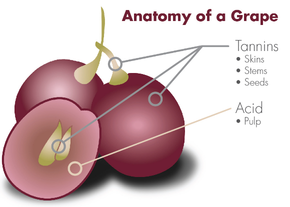 Anatomy of a Grape
Tannins
• Skins
• Stems
• Seeds
Acid
• Pulp